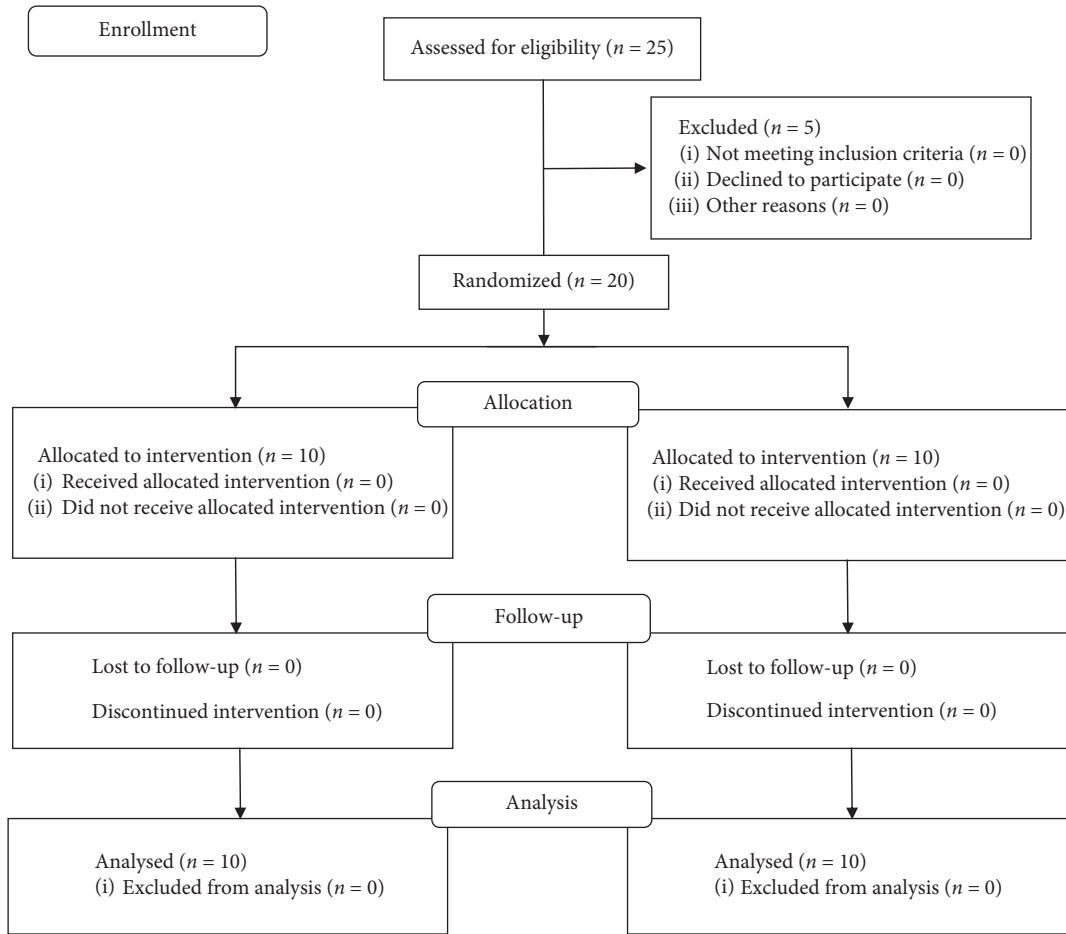 Enrollment
Assessed for eligibility (n = 25)
Excluded (n = 5)
(i) Not meeting inclusion criteria (n = 0)
(ii) Declined to participate (n = 0)
(iii) Other reasons (n = 0)
Randomized (n = 20)
Allocation
Allocated to intervention (n = 10)
(i) Received allocated intervention (n = 0)
(ii) Did not receive allocated intervention (n = 0)
Allocated to intervention (n = 10)
(i) Received allocated intervention (n = 0)
(ii) Did not receive allocated intervention (n = 0)
Follow-up
Lost to follow-up (n = 0)
Discontinued intervention (n = 0)
Lost to follow-up (n = 0)
Discontinued intervention (n = 0)
Analysis
Analysed (n = 10)
(i) Excluded from analysis (n = 0)
Analysed (n = 10)
(i) Excluded from analysis (n = 0)